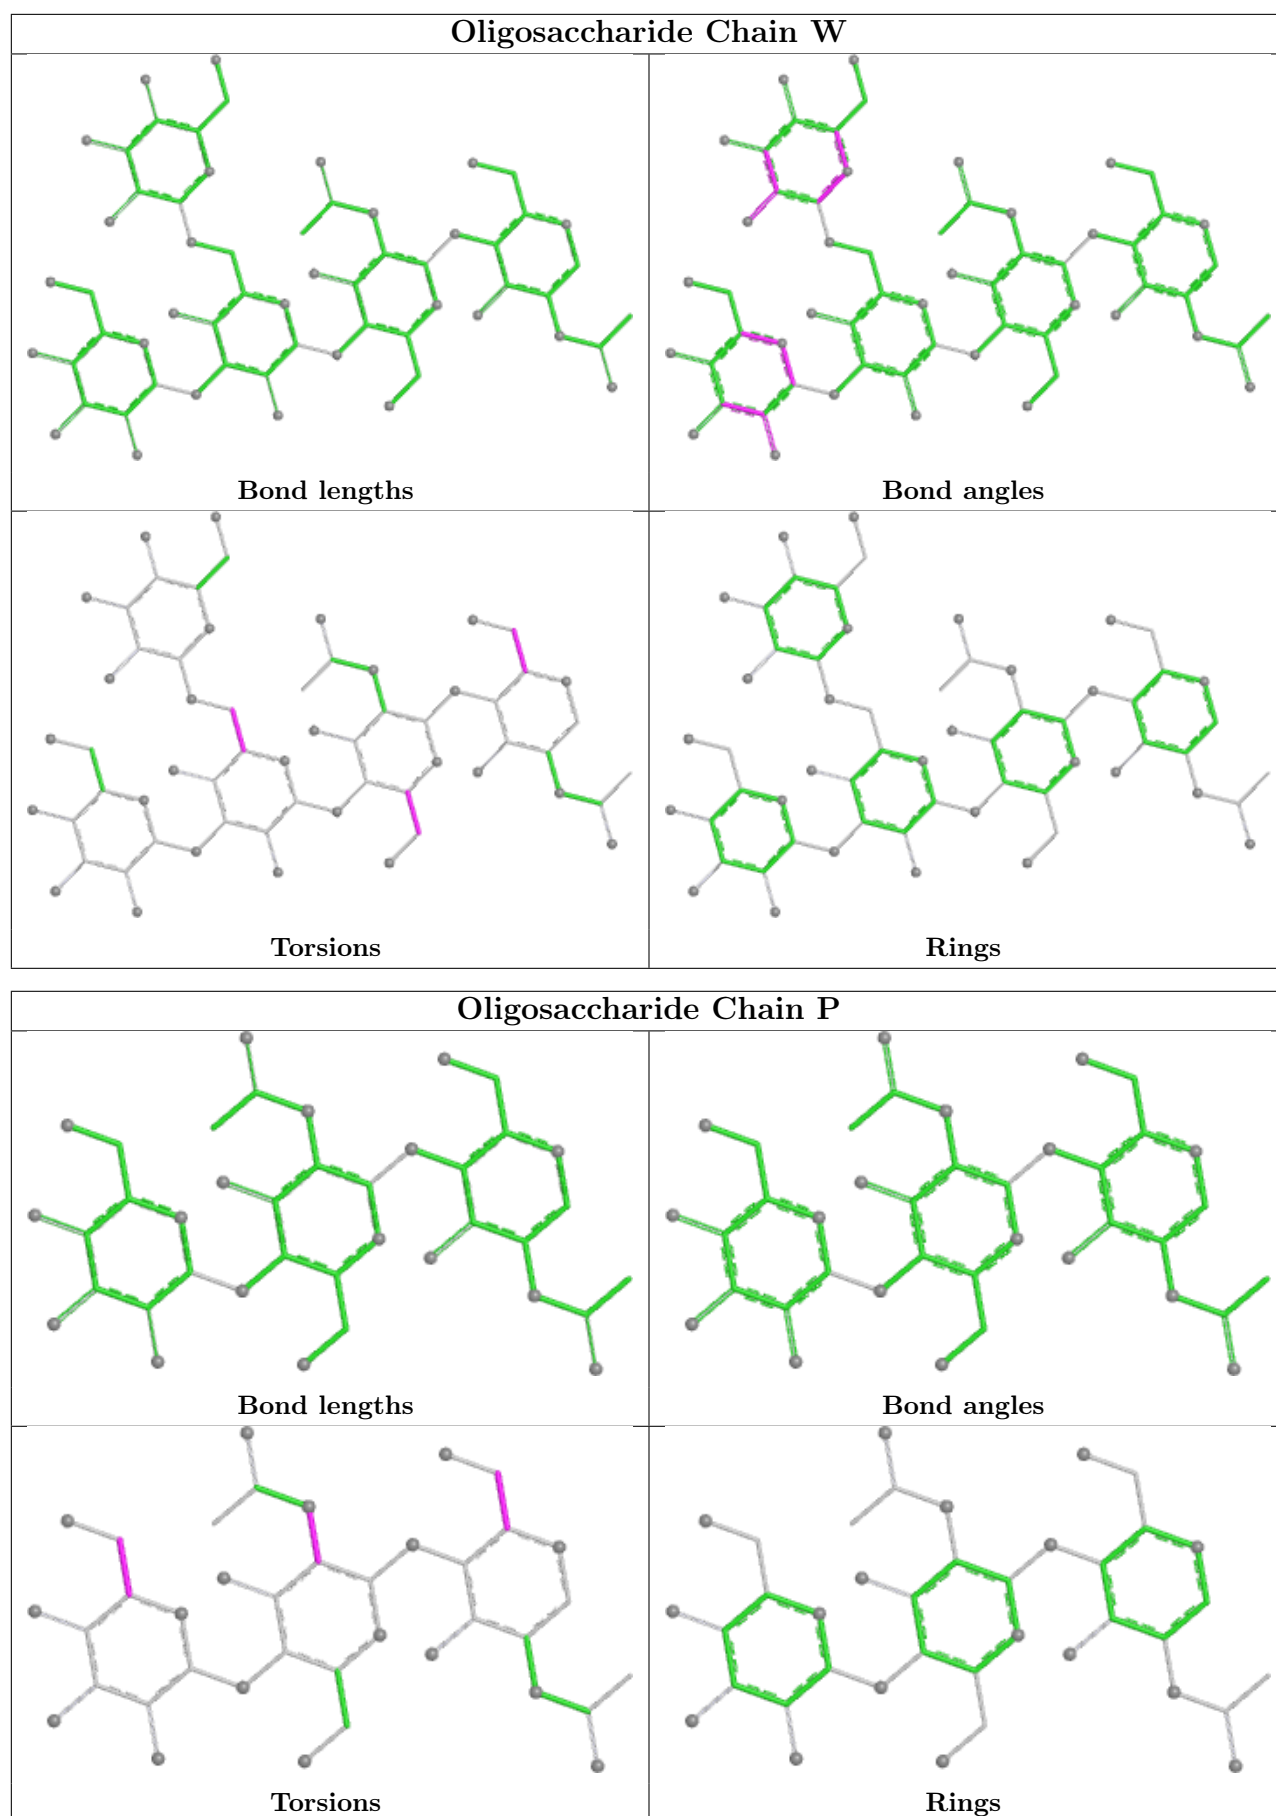 Oligosaccharide Chain W
Bond lengths
Bond angles
Torsions
Rings
Oligosaccharide Chain P
Bond lengths
Bond angles
Torsions
Rings